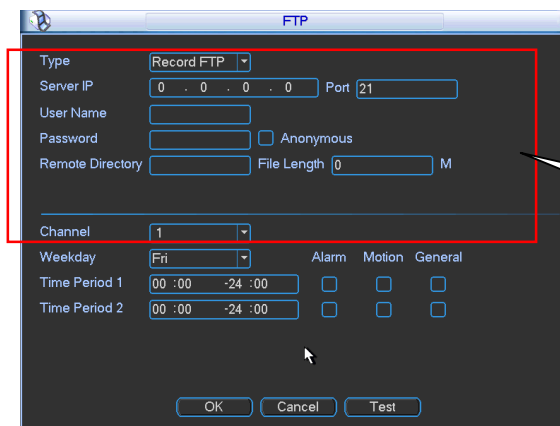 FTP
Type Record FTP
Server IP 0 . 0 . 0 . 0 Port 21
User Name
Password Anonymous
Remote Directory File Length 0 M
Channel 1
Weekday Fri Alarm Motion General
Time Period 1 00 :00 -24 :00
Time Period 2 00 :00 -24 :00
OK Cancel Test